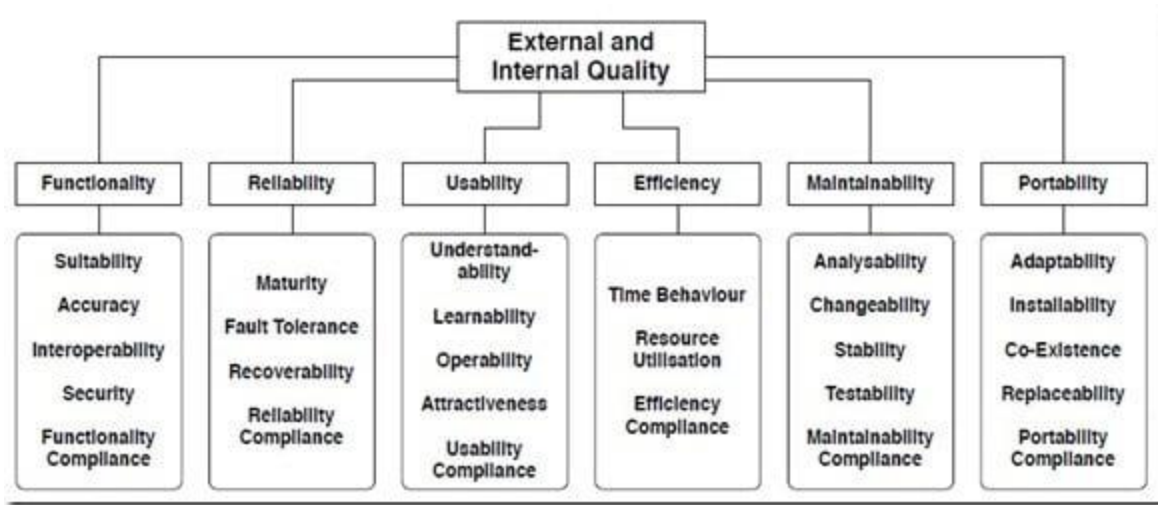 External and
Internal Quality
Functionality
Reliability
Usability
Efficiency
Maintainability
Portability
Suitability
Accuracy
Interoperability
Security
Functionality
Compliance
Maturity
Fault Tolerance
Recoverability
Reliability
Compliance
Understand-
ability
Learnability
Operability
Attractiveness
Usability
Compliance
Time Behaviour
Resource
Utilisation
Efficiency
Compliance
Analysability
Changeability
Stability
Testability
Maintainability
Compliance
Adaptability
Installability
Co-Existence
Replaceability
Portability
Compliance